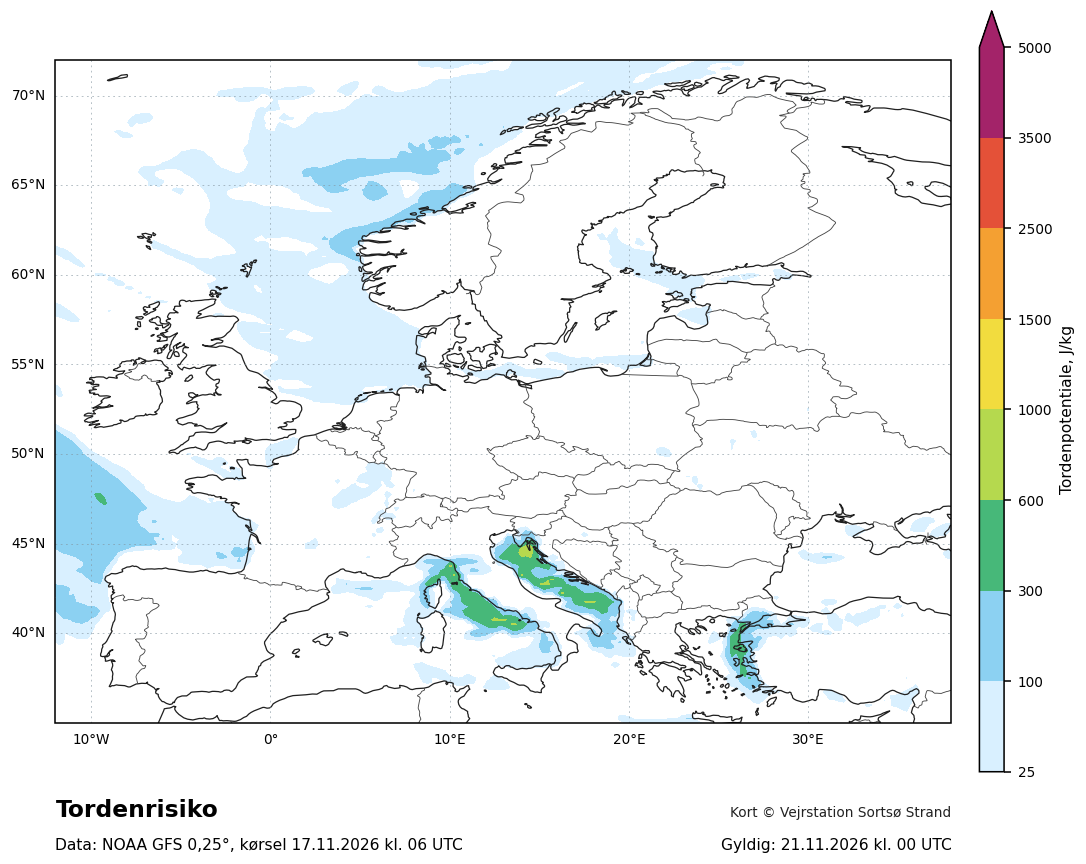 70°N
65°N
60°N
55°N
50°N
45°N
40°N
10°W
0°
10°E
20°E
30°E
5000
3500
2500
1500
1000
600
300
100
25
Tordenpotentiale, J/kg
Tordenrisiko
Kort © Vejrstation Sortsø Strand
Data: NOAA GFS 0,25°, kørsel 17.11.2026 kl. 06 UTC
Gyldig: 21.11.2026 kl. 00 UTC